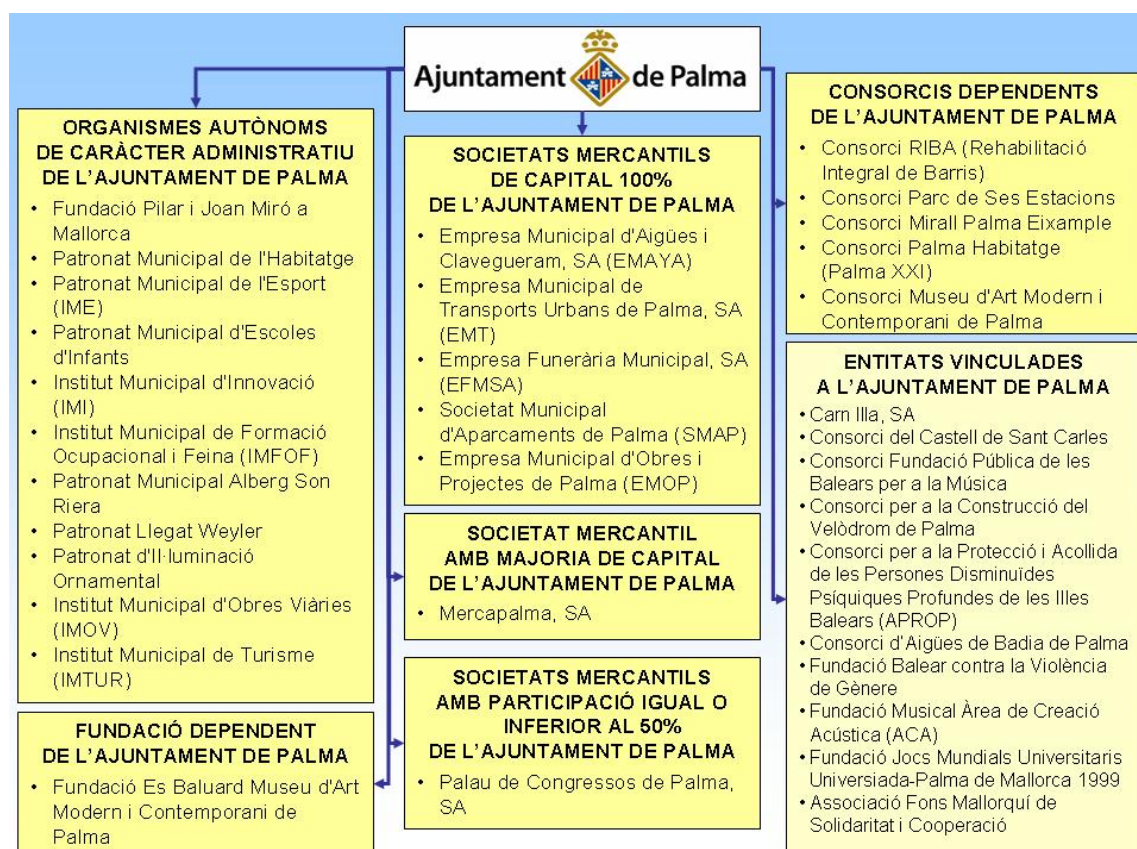 Ajuntament de Palma
ORGANISMES AUTÒNOMS
DE CARÀCTER ADMINISTRATIU
DE L'AJUNTAMENT DE PALMA
• Fundació Pilar i Joan Miró a
Mallorca
• Patronat Municipal de l'Habitatge
• Patronat Municipal de l'Esport
(IME)
• Patronat Municipal d'Escoles
d'Infants
• Institut Municipal d'Innovació
(IMI)
• Institut Municipal de Formació
Ocupacional i Feina (IMFOF)
• Patronat Municipal Alberg Son
Riera
• Patronat Llegat Weyler
• Patronat d'Il·luminació
Ornamental
• Institut Municipal d'Obres Viàries
(IMOV)
• Institut Municipal de Turisme
(IMTUR)
FUNDACIÓ DEPENDENT
DE L'AJUNTAMENT DE PALMA
• Fundació Es Baluard Museu d'Art
Modern i Contemporani de
Palma
SOCIETATS MERCANTILS
DE CAPITAL 100%
DE L'AJUNTAMENT DE PALMA
• Empresa Municipal d'Aigües i
Clavegueram, SA (EMAYA)
• Empresa Municipal de
Transports Urbans de Palma, SA
(EMT)
• Empresa Funerària Municipal, SA
(EFMSA)
• Societat Municipal
d'Aparcaments de Palma (SMAP)
• Empresa Municipal d'Obres i
Projectes de Palma (EMOP)
SOCIETAT MERCANTIL
AMB MAJORIA DE CAPITAL
DE L'AJUNTAMENT DE PALMA
• Mercapalma, SA
SOCIETATS MERCANTILS
AMB PARTICIPACIÓ IGUAL O
INFERIOR AL 50%
DE L'AJUNTAMENT DE PALMA
• Palau de Congressos de Palma,
SA
CONSORCIS DEPENDENTS
DE L'AJUNTAMENT DE PALMA
• Consorci RIBA (Rehabilitació
Integral de Barris)
• Consorci Parc de Ses Estacions
• Consorci Mirall Palma Eixample
• Consorci Palma Habitatge
(Palma XXI)
• Consorci Museu d'Art Modern i
Contemporani de Palma
ENTITATS VINCULADES
A L'AJUNTAMENT DE PALMA
• Carn Illa, SA
• Consorci del Castell de Sant Carles
• Consorci Fundació Pública de les
Balears per a la Música
• Consorci per a la Construcció del
Velòdrom de Palma
• Consorci per a la Protecció i Acollida
de les Persones Disminuïdes
Psíquiques Profundes de les Illes
Balears (APROP)
• Consorci d'Aigües de Badia de Palma
• Fundació Balear contra la Violència
de Gènere
• Fundació Musical Àrea de Creació
Acústica (ACA)
• Fundació Jocs Mundials Universitaris
Universiada-Palma de Mallorca 1999
• Associació Fons Mallorquí de
Solidaritat i Cooperació